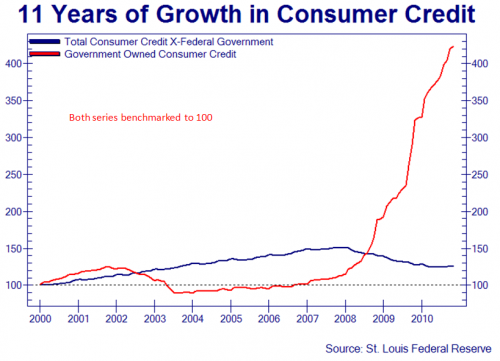 11 Years of Growth in Consumer Credit
Total Consumer Credit X-Federal Government
Government Owned Consumer Credit
400 400
350 350
Both series benchmarked to 100
300 300
250 250
200 200
150 150
100 100
2000 2001 2002 2003 2004 2005 2006 2007 2008 2009 2010
Source: St. Louis Federal Reserve